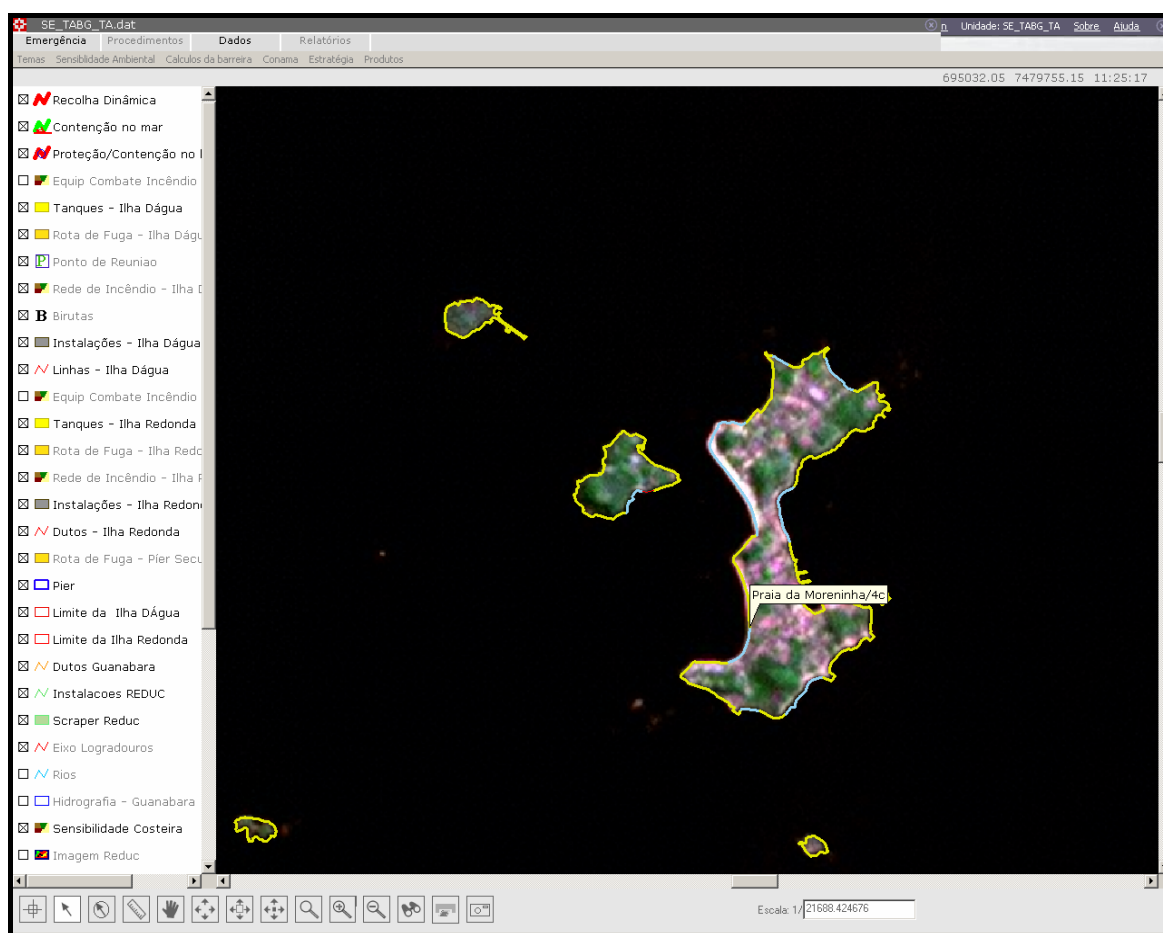 SE_TABG_TA.dat
n Unidade: SE_TABG_TA Sobre Ajuda
Emergência Procedimentos Dados Relatórios
Temas Sensiblidade Ambiental Calculos da barreira Conama Estratégia Produtos
695032.05 7479755.15 11:25:17
Recolha Dinâmica
Contenção no mar
Proteção/Contenção no
Equip Combate Incêndio
Tanques - Ilha Dágua
Rota de Fuga - Ilha Dágu
P Ponto de Reuniao
Rede de Incêndio - Ilha
B Birutas
Instalações - Ilha Dágua
Linhas - Ilha Dágua
Equip Combate Incêndio
Tanques - Ilha Redonda
Rota de Fuga - Ilha Redo
Rede de Incêndio - Ilha
Instalações - Ilha Redon
Dutos - Ilha Redonda
Rota de Fuga - Píer Secu
Pier
Limite da Ilha DÁgua
Limite da Ilha Redonda
Dutos Guanabara
Instalacoes REDUC
Scraper Reduc
Eixo Logradouros
Rios
Hidrografia - Guanabara
Sensibilidade Costeira
Imagem Reduc
Praia da Moreninha/4c
Escala: 1/ 21688.424676